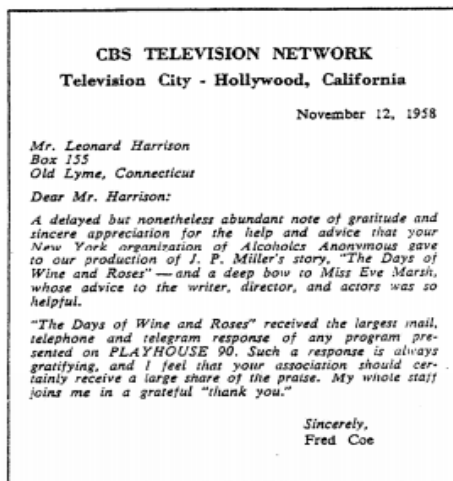 CBS TELEVISION NETWORK
Television City - Hollywood, California
November 12, 1958
Mr. Leonard Harrison
Box 155
Old Lyme, Connecticut
Dear Mr. Harrison:
A delayed but nonetheless abundant note of gratitude and
sincere appreciation for the help and advice that your
New York organization of Alcoholics Anonymous gave
to our production of J. P. Miller's story, "The Days of
Wine and Roses" — and a deep bow to Miss Eve Marsh,
whose advice to the writer, director, and actors was so
helpful.
"The Days of Wine and Roses" received the largest mail,
telephone and telegram response of any program pre-
sented on PLAYHOUSE 90. Such a response is always
gratifying, and I feel that your association should cer-
tainly receive a large share of the praise. My whole staff
joins me in a grateful "thank you."
Sincerely,
Fred Coe